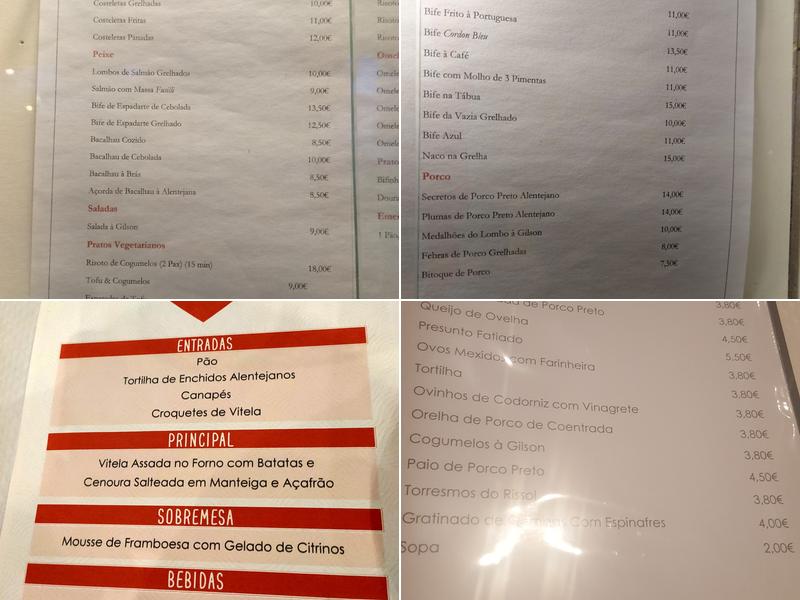 Costeletas Grelhadas 10,00€
Costeletas Fritas 11,00€
Costeletas Panadas 12,00€
Peixe
Lombos de Salmão Grelhados 10,00€
Salmão com Massa Fusili 9,00€
Bife de Espadarte de Cebolada 13,50€
Bife de Espadarte Grelhado 12,50€
Bacalhau Cozido 8,50€
Bacalhau de Cebolada 10,00€
Bacalhau à Brás 8,50€
Açorda de Bacalhau à Alentejana 8,50€
Saladas
Salada à Gilson 9,00€
Pratos Vegetarianos
Rizoto de Cogumelos (2 Pax) (15 min) 18,00€
Tofu & Cogumelos 9,00€
Bife Frito à Portuguesa 11,00€
Bife Cordon Bleu 11,00€
Bife à Café 13,50€
Bife com Molho de 3 Pimentas 11,00€
Bife na Tábua 11,00€
Bife da Vazia Grelhado 15,00€
Bife Azul 10,00€
Naco na Grelha 11,00€
15,00€
Porco
Secretos de Porco Preto Alentejano 14,00€
Plumas de Porco Preto Alentejano 14,00€
Medalhões do Lombo à Gilson 10,00€
Febras de Porco Grelhadas 8,00€
Bitoque de Porco 7,50€
ENTRADAS
Pão
Tortilha de Enchidos Alentejanos
Canapés
Croquetes de Vitela
PRINCIPAL
Vitela Assada no Forno com Batatas e
Cenoura Salteada em Manteiga e Açafrão
SOBREMESA
Mousse de Framboesa com Gelado de Citrinos
BEBIDAS
de Porco Preto 3,80€
Queijo de Ovelha 3,80€
Presunto Fatiado 4,50€
Ovos Mexidos com Farinheira 5,50€
Tortilha 3,80€
Ovinhos de Codorniz com Vinagrete 3,80€
Orelha de Porco de Coentrada 3,80€
Cogumelos à Gilson 3,80€
Paio de Porco Preto 3,80€
Torresmos do Rissol 4,50€
Gratinado de Com Espinafres 3,80€
4,00€
Sopa 2,00€